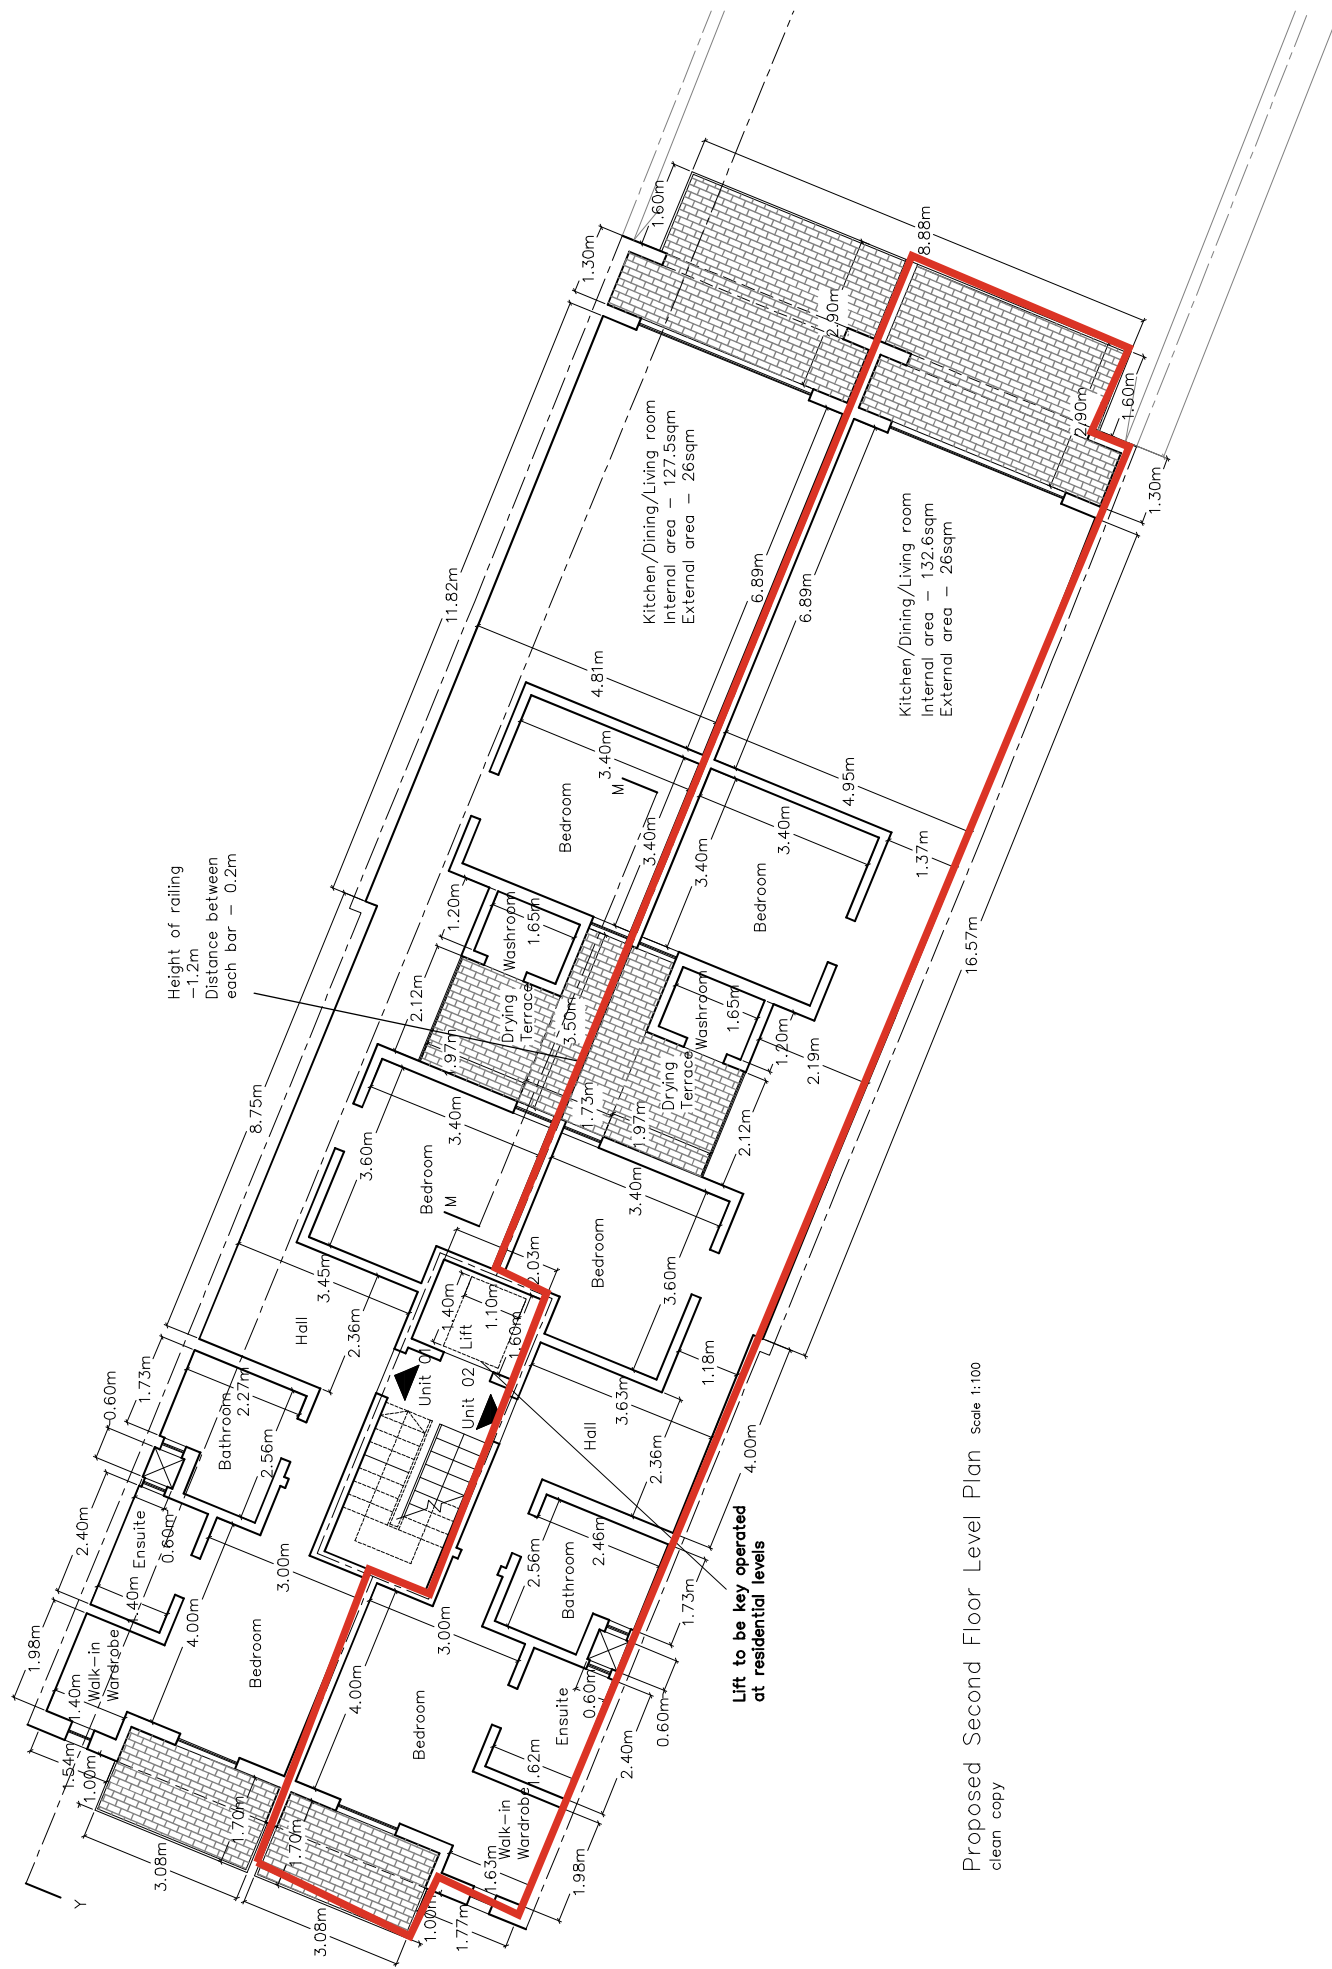 Height of railing
-1.2m
Distance between
each bar - 0.2m
1.30m
1.60m
8.88m
2.90m
2.90m
1.60m
1.30m
Kitchen/Dining/Living room
Internal area - 127.5sqm
External area - 26sqm
Kitchen/Dining/Living room
Internal area - 132.6sqm
External area - 26sqm
11.82m
6.89m
6.89m
4.81m
4.95m
3.40m
M
Bedroom
3.40m
3.40m
3.40m
Bedroom
1.37m
16.57m
1.20m
Washroom
1.65m
2.12m
Drying
Terrace
3.50m
1.97m
1.73m
1.97m
Drying
Terrace
Washroom
1.65m
1.20m
2.19m
2.12m
8.75m
3.40m
3.60m
Bedroom
M
3.40m
Bedroom
3.60m
2.03m
3.45m
Hall
2.36m
1.40m
1.10m
1.60m
Lift
Unit 01
Unit 02
3.63m
1.18m
Hall
2.36m
4.00m
1.73m
0.60m
2.27m
Bathroom
2.56m
2.40m
Ensuite
0.60m
1.40m
3.00m
4.00m
Bedroom
1.98m
Walk-in
Wardrobe
1.40m
1.54m
1.00m
1.70m
3.08m
Y
2.46m
2.56m
Bathroom
1.73m
3.00m
4.00m
Bedroom
Ensuite
0.60m
0.60m
2.40m
1.62m
Walk-in
Wardrobe
1.63m
1.98m
1.70m
1.00m
1.77m
3.08m
Lift to be key operated
at residential levels
Proposed Second Floor Level Plan scale 1:100
clean copy